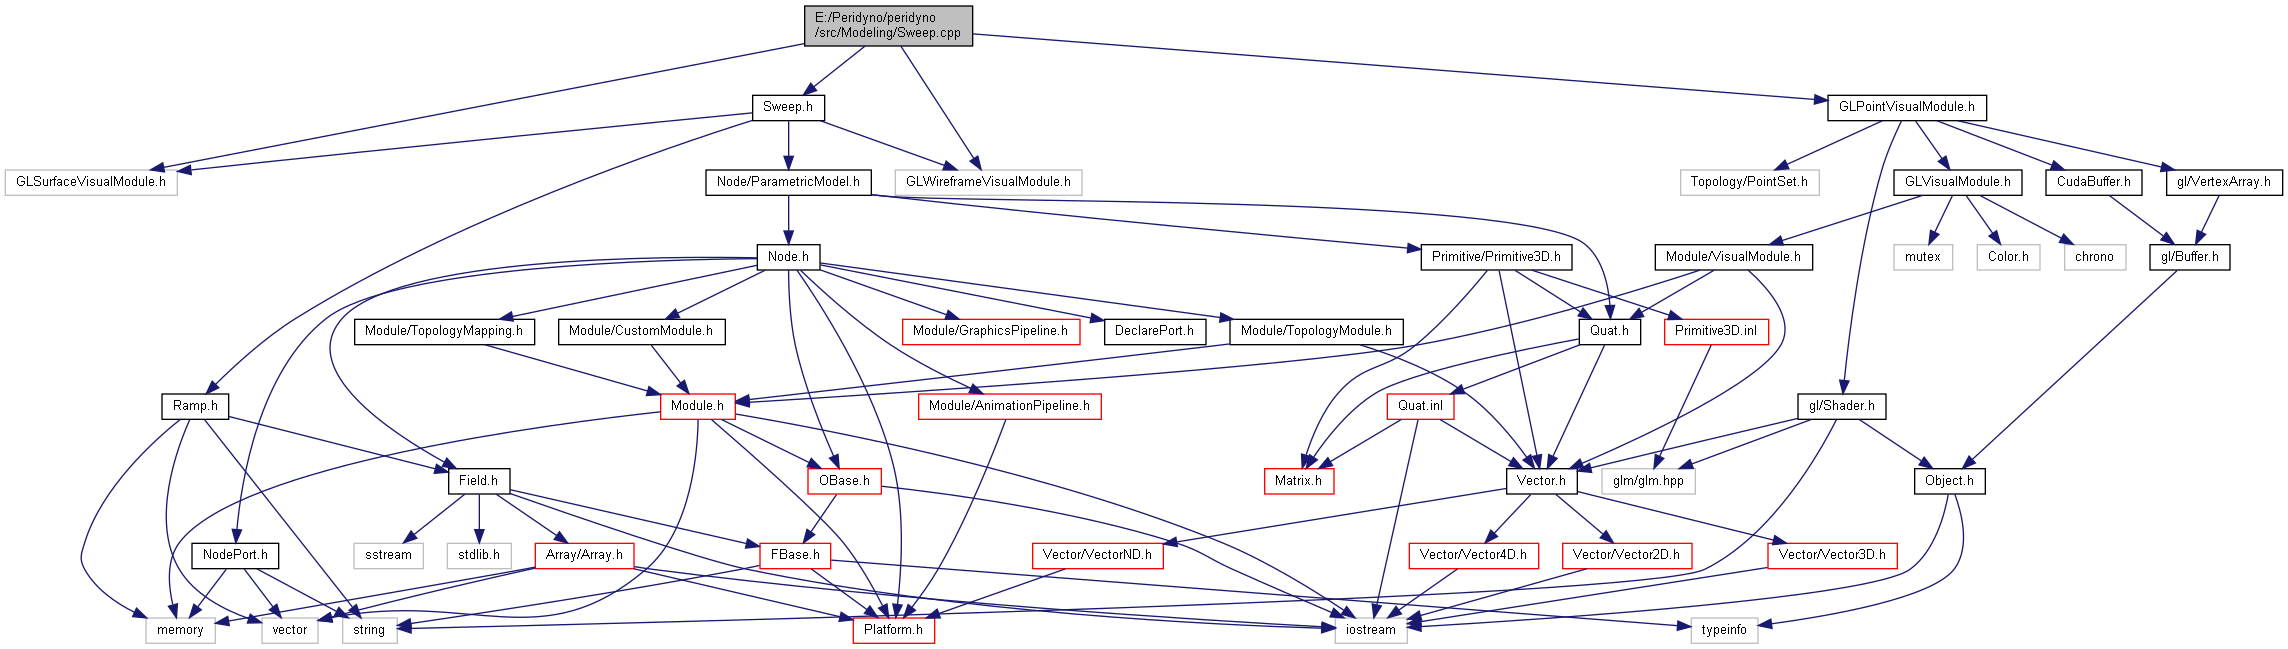 E:/Peridyno/peridyno
/src/Modeling/Sweep.cpp
Sweep.h
GLPointVisualModule.h
GLSurfaceVisualModule.h
Node/ParametricModel.h
GLWireframeVisualModule.h
Topology/PointSet.h
GLVisualModule.h
CudaBuffer.h
gl/VertexArray.h
Node.h
Primitive/Primitive3D.h
Module/VisualModule.h
mutex
Color.h
chrono
gl/Buffer.h
Module/TopologyMapping.h
Module/CustomModule.h
Module/GraphicsPipeline.h
DeclarePort.h
Module/TopologyModule.h
Quat.h
Primitive3D.inl
Ramp.h
Module.h
Module/AnimationPipeline.h
Quat.inl
gl/Shader.h
Field.h
OBase.h
Matrix.h
Vector.h
glm/glm.hpp
Object.h
NodePort.h
sstream
stdlib.h
Array/Array.h
FBase.h
Vector/VectorND.h
Vector/Vector4D.h
Vector/Vector2D.h
Vector/Vector3D.h
memory
vector
string
Platform.h
iostream
typeinfo